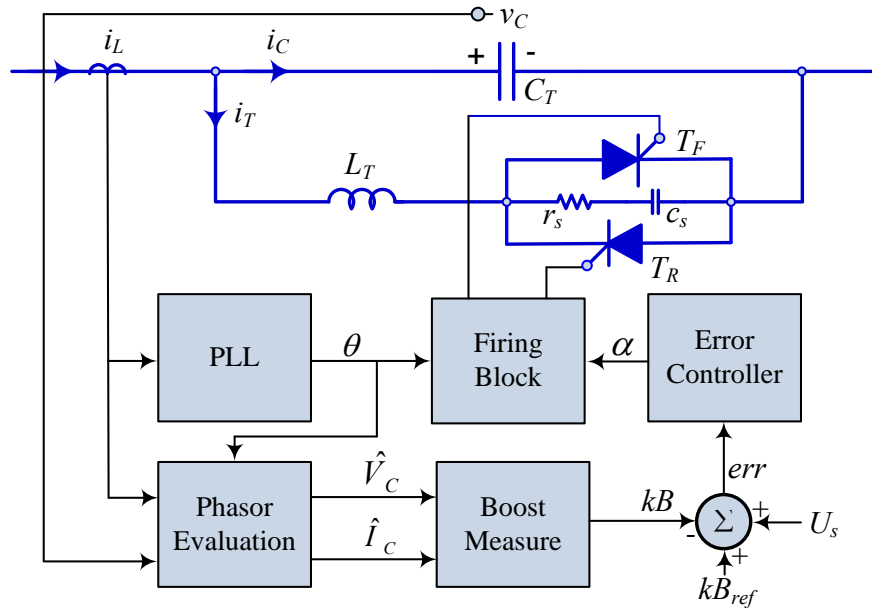 v_C
i_L
i_C
+
-
C_T
i_T
T_F
L_T
r_s
c_s
T_R
PLL
θ
Firing
Block
α
Error
Controller
Phasor
Evaluation
V̂_C
Î_C
Boost
Measure
kB
err
-
Σ
+
U_s
+
kB_ref